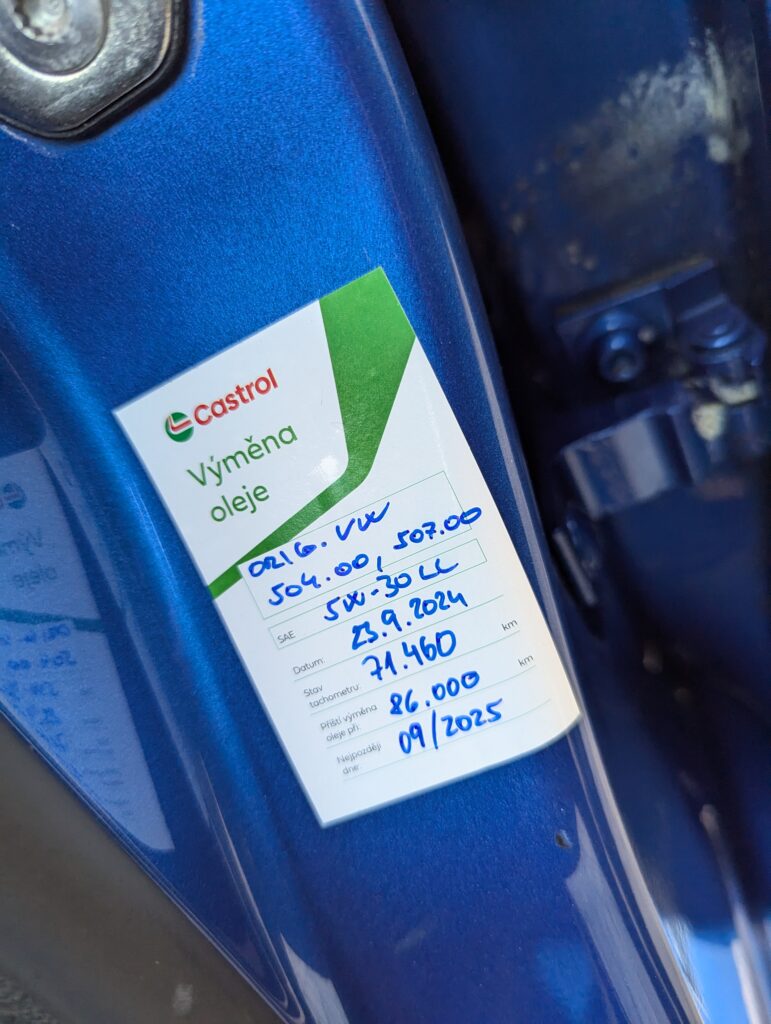 Castrol
Výměna
oleje
ORIG. VW
504.00, 507.00
SAE 5W-30 LL
Datum: 23.9.2024
Stav
tachometru: 71.460 km
Příští výměna
oleje při: 86.000 km
Nejpozději
dne: 09/2025